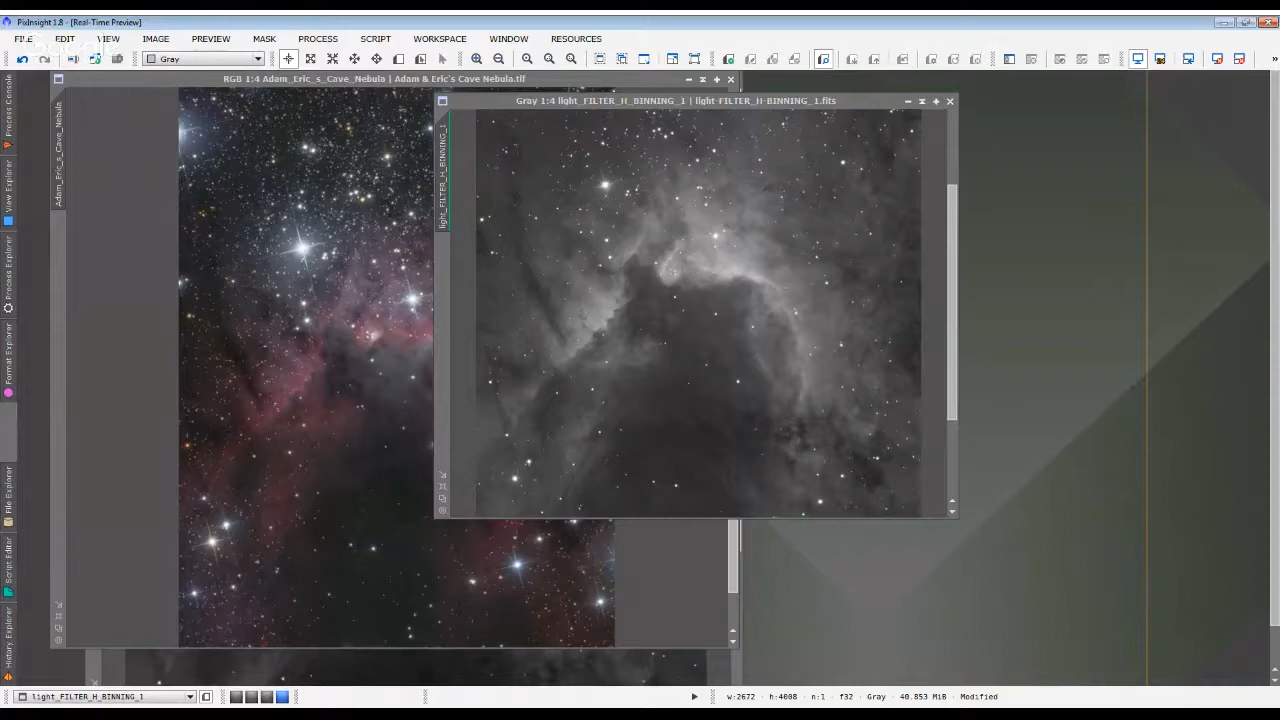 PixInsight 1.8 - [Real-Time Preview]
FILE EDIT VIEW IMAGE PREVIEW MASK PROCESS SCRIPT WORKSPACE WINDOW RESOURCES
Gray
RGB 1:4 Adam_Eric_s_Cave_Nebula | Adam & Eric's Cave Nebula.tif
Gray 1:4 light_FILTER_H_BINNING_1 | light-FILTER_H-BINNING_1.fits
Adam_Eric_s_Cave_Nebula
light_FILTER_H_BINNING_1
Process Console
View Explorer
Process Explorer
Format Explorer
File Explorer
Script Editor
History Explorer
light_FILTER_H_BINNING_1
w:2672 h:4008 n:1 f32 Gray 40.853 MiB Modified